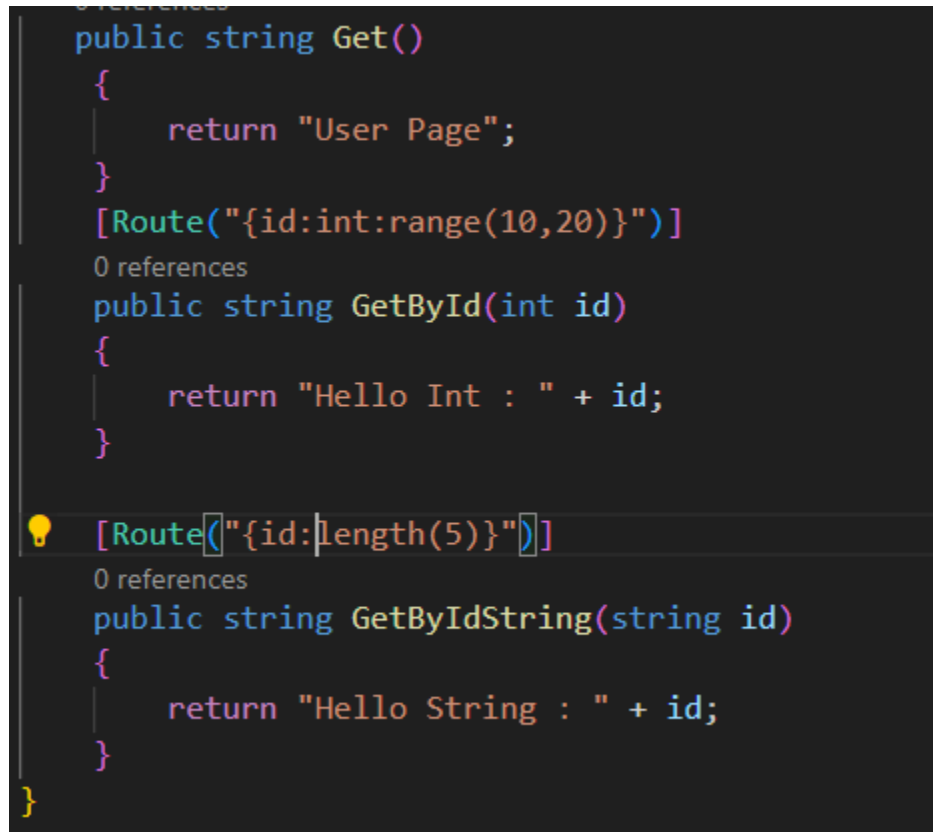 0 references
public string Get()
{
return "User Page";
}
[Route("{id:int:range(10,20)}")]
0 references
public string GetById(int id)
{
return "Hello Int : " + id;
}
[Route("{id:length(5)}")]
0 references
public string GetByIdString(string id)
{
return "Hello String : " + id;
}
}